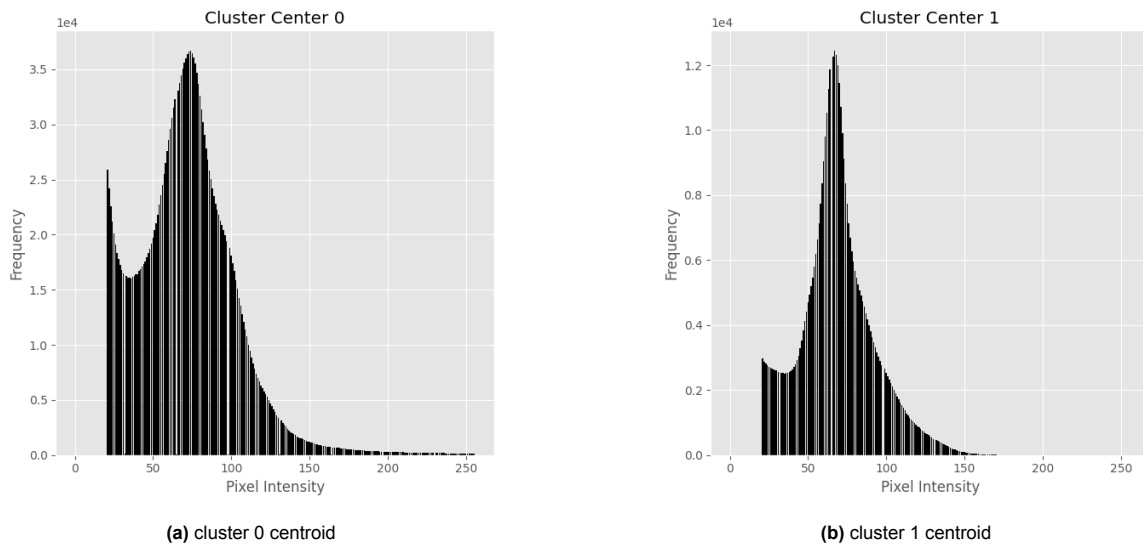 Cluster Center 0
1e4
3.5
3.0
2.5
2.0
1.5
1.0
0.5
0.0
Frequency
0 50 100 150 200 250
Pixel Intensity
(a) cluster 0 centroid
Cluster Center 1
1e4
1.2
1.0
0.8
0.6
0.4
0.2
0.0
Frequency
0 50 100 150 200 250
Pixel Intensity
(b) cluster 1 centroid